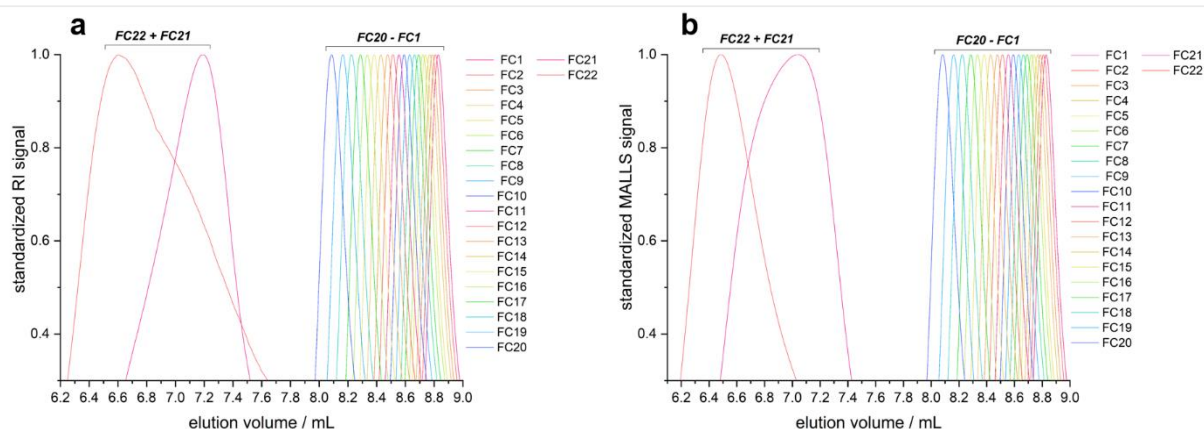 a
FC22 + FC21
FC20 - FC1
standardized RI signal
1.0
0.8
0.6
0.4
6.2 6.4 6.6 6.8 7.0 7.2 7.4 7.6 7.8 8.0 8.2 8.4 8.6 8.8 9.0
elution volume / mL
FC1 FC21
FC2 FC22
FC3
FC4
FC5
FC6
FC7
FC8
FC9
FC10
FC11
FC12
FC13
FC14
FC15
FC16
FC17
FC18
FC19
FC20
b
FC22 + FC21
FC20 - FC1
standardized MALLS signal
1.0
0.8
0.6
0.4
6.2 6.4 6.6 6.8 7.0 7.2 7.4 7.6 7.8 8.0 8.2 8.4 8.6 8.8 9.0
elution volume / mL
FC1 FC21
FC2 FC22
FC3
FC4
FC5
FC6
FC7
FC8
FC9
FC10
FC11
FC12
FC13
FC14
FC15
FC16
FC17
FC18
FC19
FC20